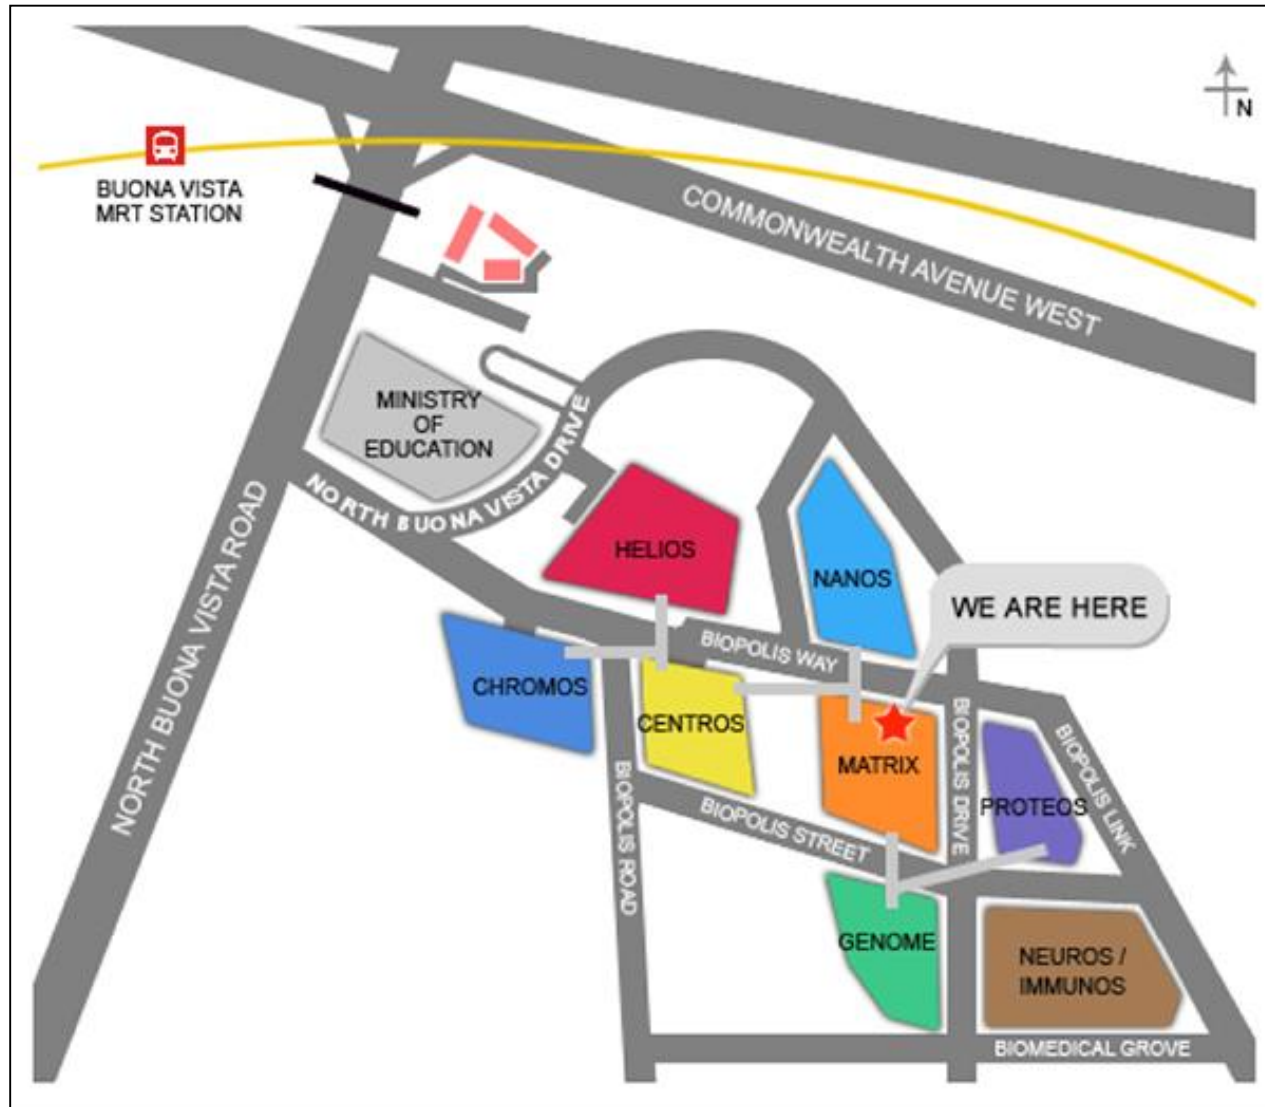 N
BUONA VISTA
MRT STATION
COMMONWEALTH AVENUE WEST
MINISTRY
OF
EDUCATION
NORTH BUONA VISTA DRIVE
NORTH BUONA VISTA ROAD
HELIOS
NANOS
WE ARE HERE
BIOPOLIS WAY
CHROMOS
CENTROS
MATRIX
BIOPOLIS DRIVE
PROTEOS
BIOPOLIS LINK
BIOPOLIS STREET
BIOPOLIS ROAD
GENOME
NEUROS /
IMMUNOS
BIOMEDICAL GROVE